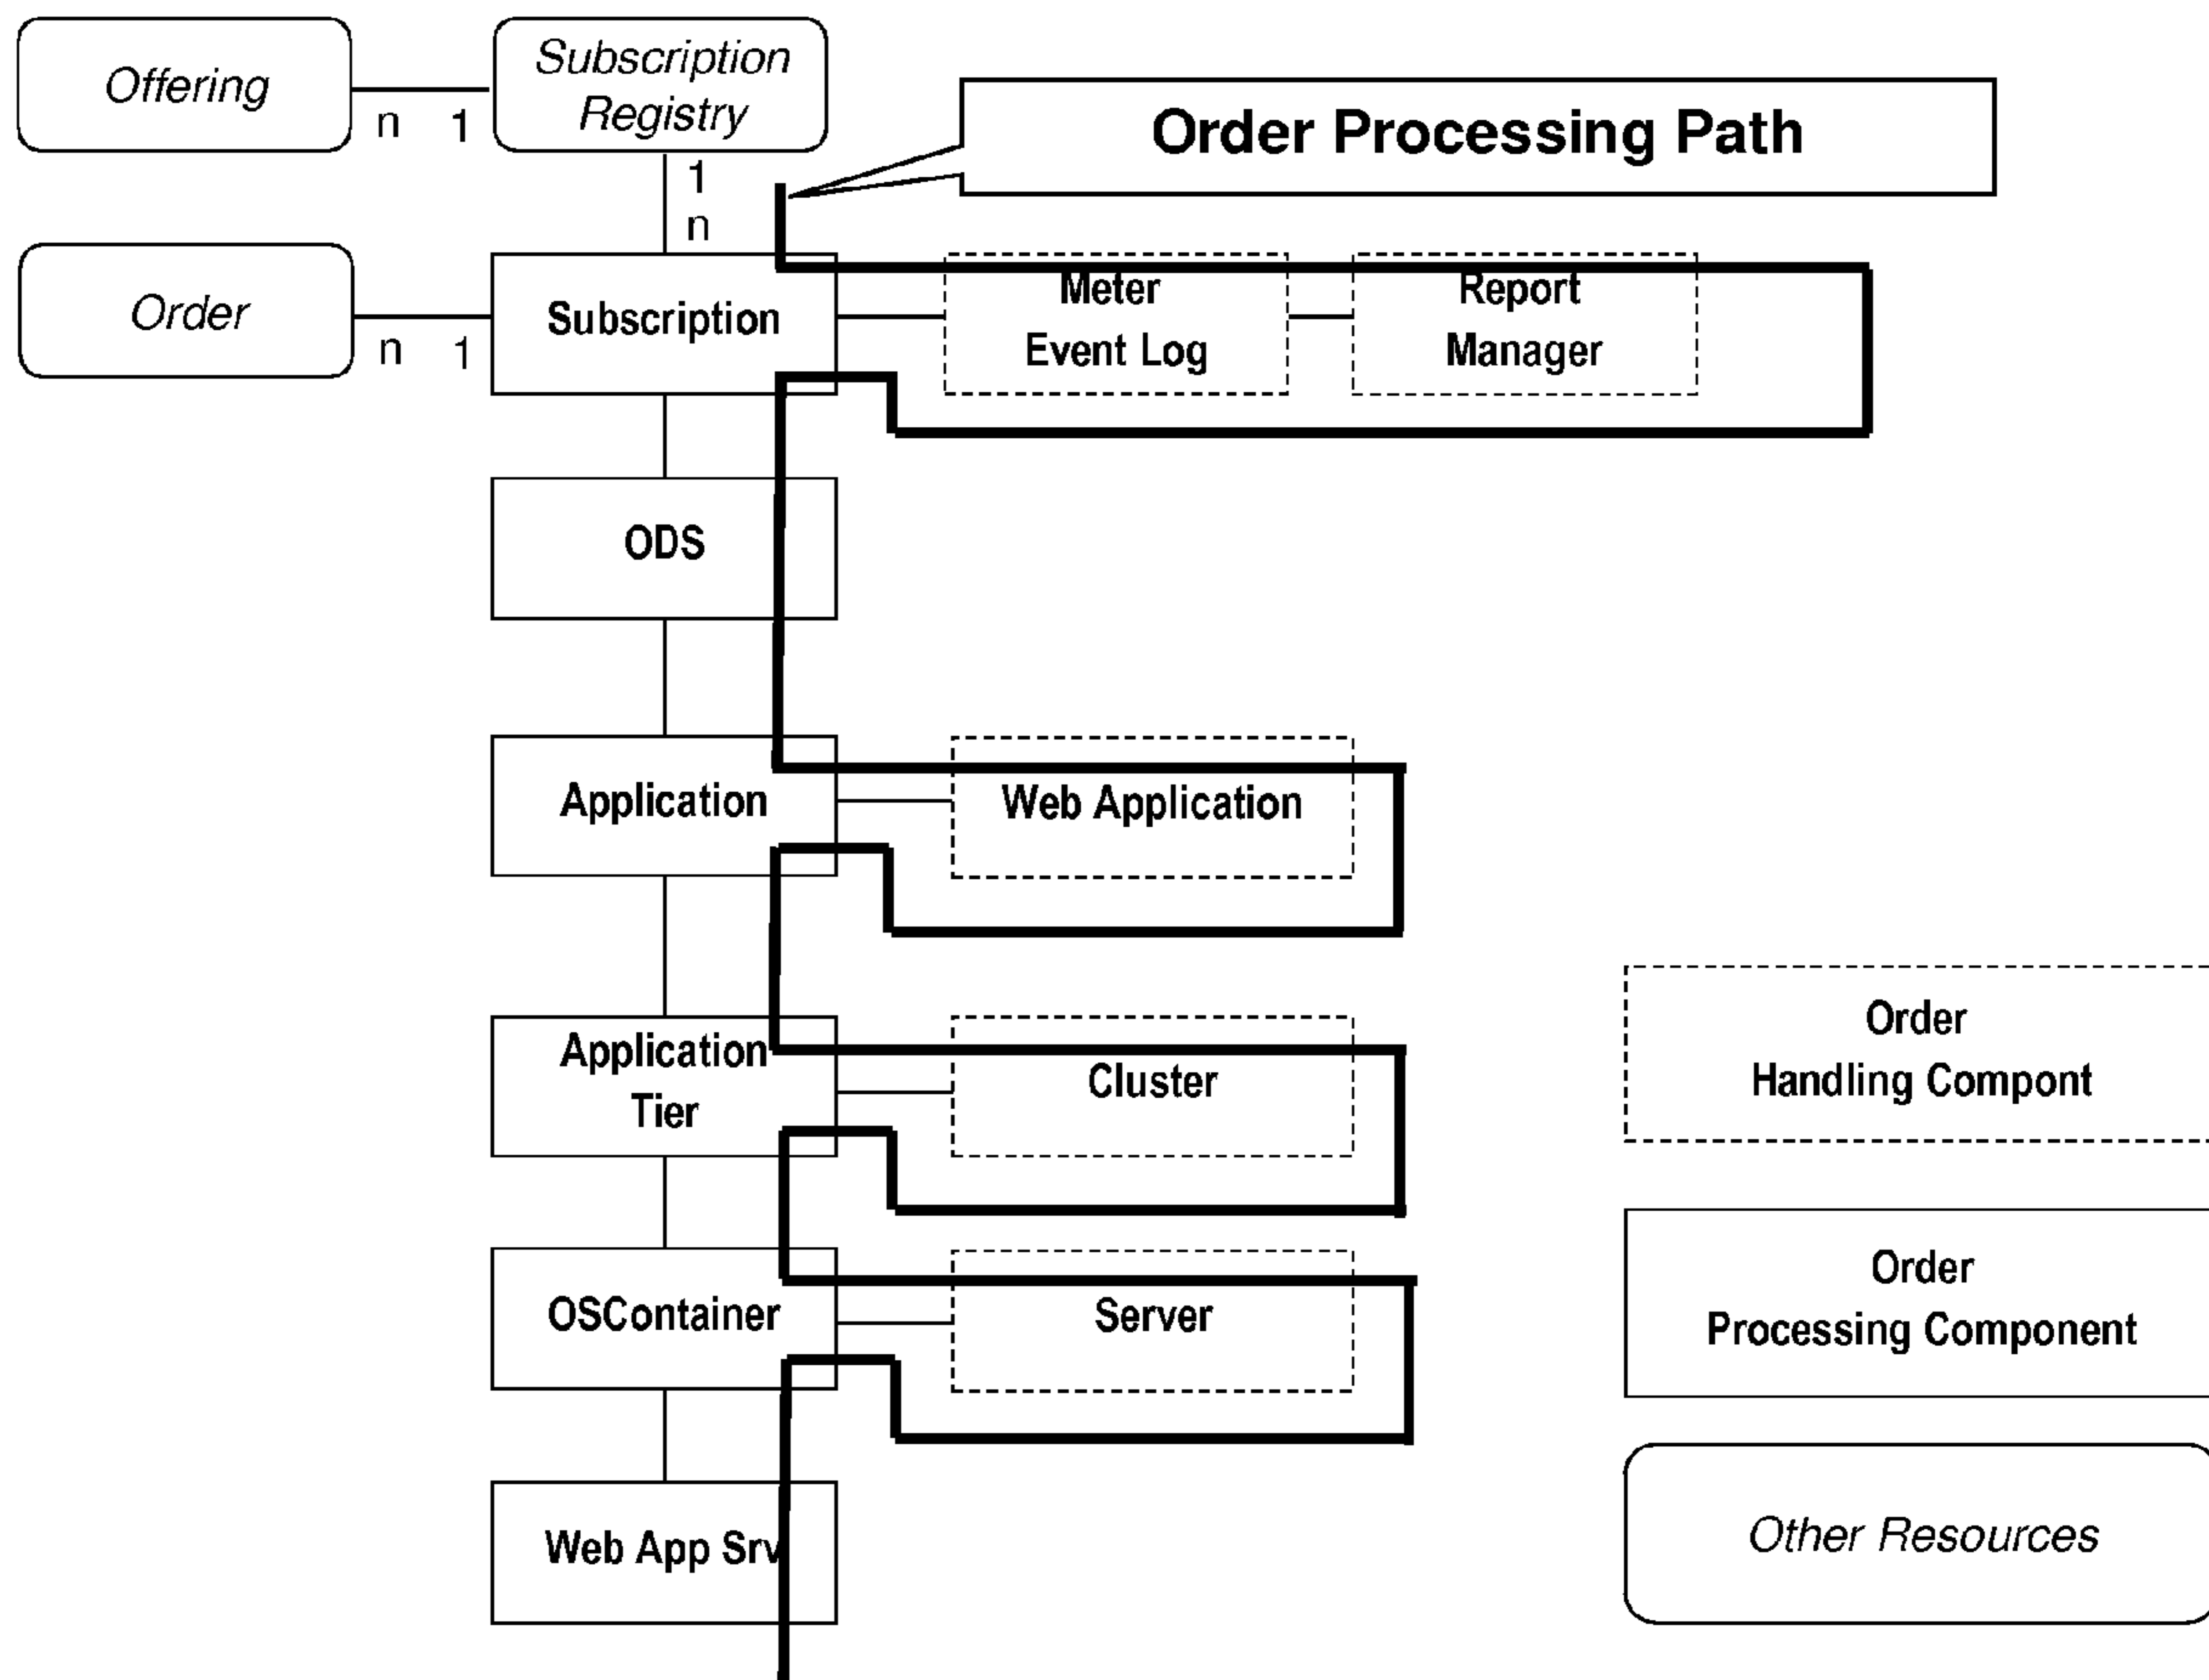 Offering
n 1
Subscription
Registry
Order Processing Path
1
n
Order
n 1
Subscription
Meter
Event Log
Report
Manager
ODS
Application
Web Application
Application
Tier
Cluster
Order
Handling Compont
OSContainer
Server
Order
Processing Component
Web App Srv
Other Resources